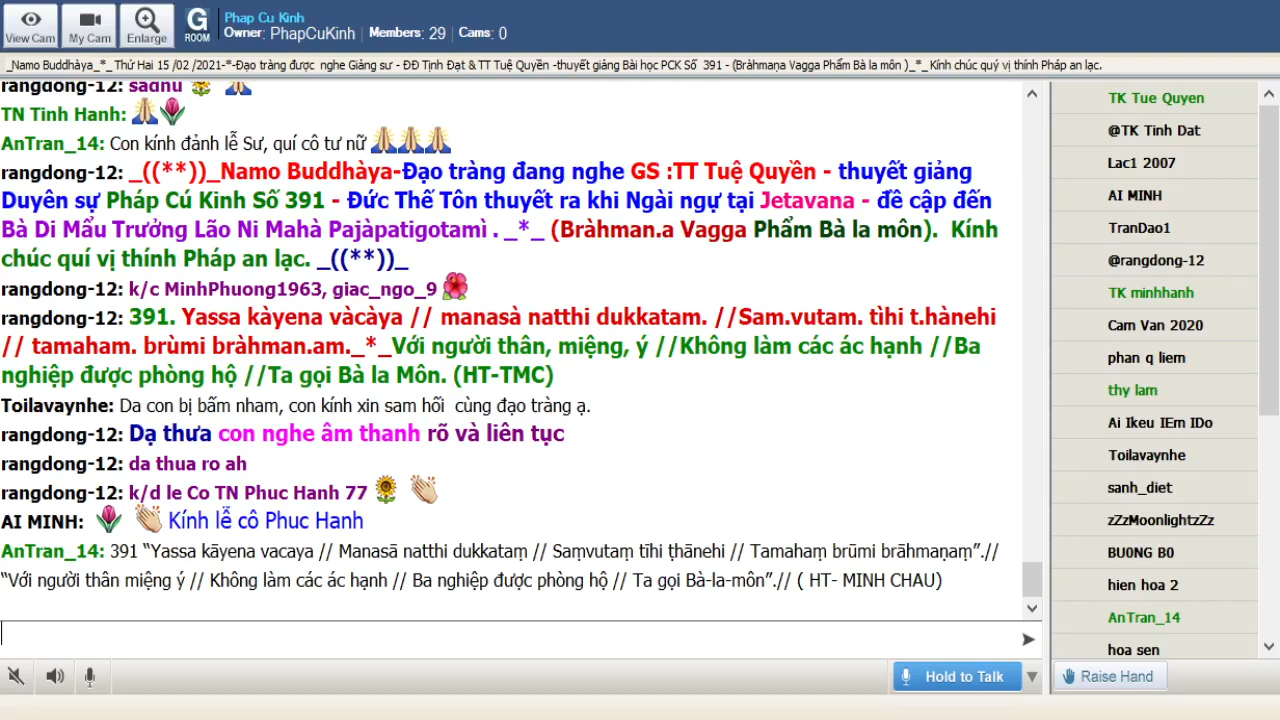 View Cam
My Cam
Enlarge
G
ROOM
Phap Cu Kinh
Owner: PhapCuKinh | Members: 29 | Cams: 0
_Namo Buddhàya_*_ Thứ Hai 15 /02 /2021-*-Đạo tràng được nghe Giảng sư - ĐĐ Tịnh Đạt & TT Tuệ Quyền -thuyết giảng Bài học PCK Số 391 - (Bràhmaṇa Vagga Phẩm Bà la môn )_*_ Kính chúc quý vị thính Pháp an lạc.
rangdong-12: sadhu
TN Tinh Hanh:
AnTran_14: Con kính đảnh lễ Sư, quí cô tư nữ
rangdong-12: _((**))_Namo Buddhàya-Đạo tràng đang nghe GS :TT Tuệ Quyền - thuyết giảng
Duyên sự Pháp Cú Kinh Số 391 - Đức Thế Tôn thuyết ra khi Ngài ngự tại Jetavana - đề cập đến
Bà Di Mẩu Trưởng Lão Ni Mahà Pajàpatigotamì . _*_ (Bràhman.a Vagga Phẩm Bà la môn). Kính
chúc quí vị thính Pháp an lạc. _((**))_
rangdong-12: k/c MinhPhuong1963, giac_ngo_9
rangdong-12: 391. Yassa kàyena vàcàya // manasà natthi dukkatam. //Sam.vutam. tìhi t.hànehi
// tamaham. brùmi bràhman.am._*_Với người thân, miệng, ý //Không làm các ác hạnh //Ba
nghiệp được phòng hộ //Ta gọi Bà la Môn. (HT-TMC)
Toilavaynhe: Da con bị bấm nham, con kính xin sam hối cùng đạo tràng ạ.
rangdong-12: Dạ thưa con nghe âm thanh rõ và liên tục
rangdong-12: da thua ro ah
rangdong-12: k/d le Co TN Phuc Hanh 77
AI MINH: Kính lễ cô Phuc Hanh
AnTran_14: 391 “Yassa kāyena vacaya // Manasā natthi dukkataṃ // Saṃvutaṃ tīhi ṭhānehi // Tamahaṃ brūmi brāhmaṇaṃ”.//
“Với người thân miệng ý // Không làm các ác hạnh // Ba nghiệp được phòng hộ // Ta gọi Bà-la-môn”.// ( HT- MINH CHAU)
Hold to Talk
TK Tue Quyen
@TK Tinh Dat
Lac1 2007
AI MINH
TranDao1
@rangdong-12
TK minhhanh
Cam Van 2020
phan q liem
thy lam
Ai Ikeu IEm IDo
Toilavaynhe
sanh_diet
zZzMoonlightzZz
BU0NG B0
hien hoa 2
AnTran_14
hoa sen
Raise Hand